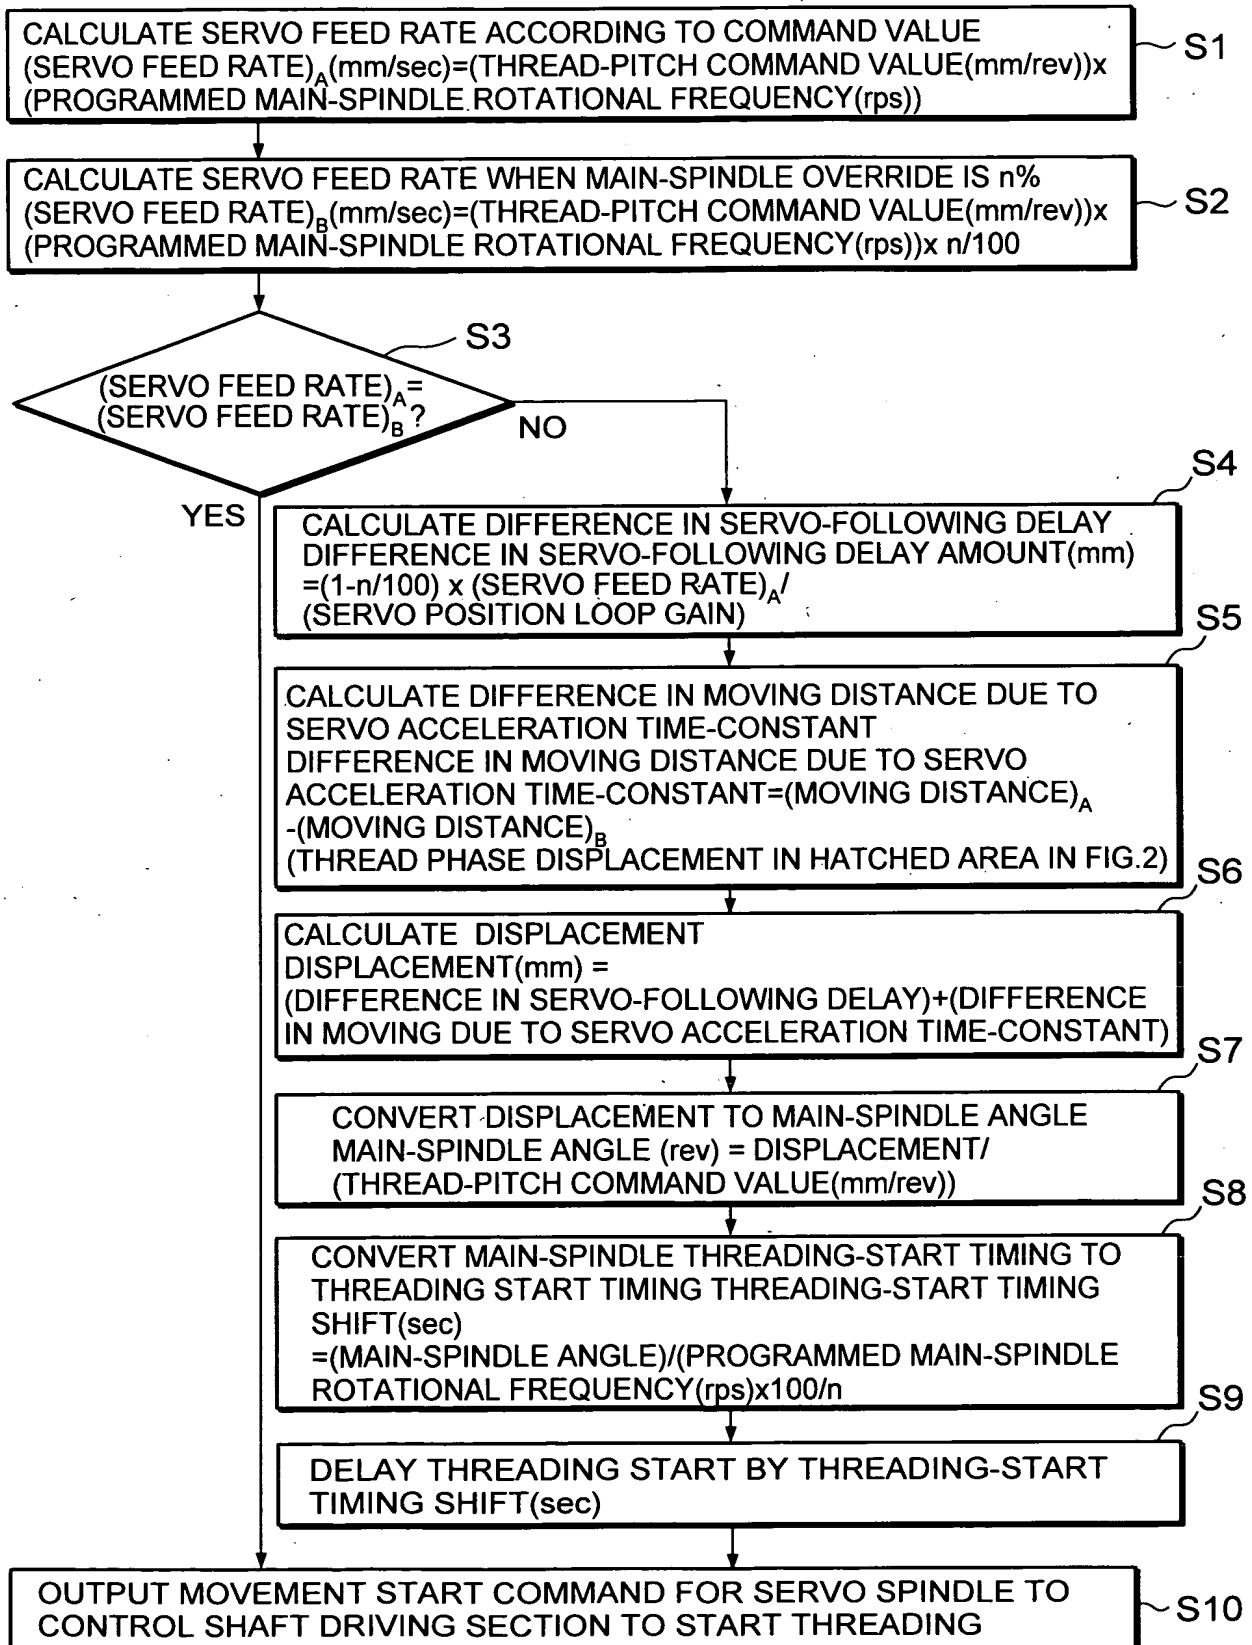 CALCULATE SERVO FEED RATE ACCORDING TO COMMAND VALUE
(SERVO FEED RATE)A(mm/sec)=(THREAD-PITCH COMMAND VALUE(mm/rev))x
(PROGRAMMED MAIN-SPINDLE ROTATIONAL FREQUENCY(rps))
S1
CALCULATE SERVO FEED RATE WHEN MAIN-SPINDLE OVERRIDE IS n%
(SERVO FEED RATE)B(mm/sec)=(THREAD-PITCH COMMAND VALUE(mm/rev))x
(PROGRAMMED MAIN-SPINDLE ROTATIONAL FREQUENCY(rps))x n/100
S2
S3
(SERVO FEED RATE)A=
(SERVO FEED RATE)B?
NO
YES
S4
CALCULATE DIFFERENCE IN SERVO-FOLLOWING DELAY
DIFFERENCE IN SERVO-FOLLOWING DELAY AMOUNT(mm)
=(1-n/100) x (SERVO FEED RATE)A/
(SERVO POSITION LOOP GAIN)
S5
CALCULATE DIFFERENCE IN MOVING DISTANCE DUE TO
SERVO ACCELERATION TIME-CONSTANT
DIFFERENCE IN MOVING DISTANCE DUE TO SERVO
ACCELERATION TIME-CONSTANT=(MOVING DISTANCE)A
-(MOVING DISTANCE)B
(THREAD PHASE DISPLACEMENT IN HATCHED AREA IN FIG.2)
S6
CALCULATE DISPLACEMENT
DISPLACEMENT(mm) =
(DIFFERENCE IN SERVO-FOLLOWING DELAY)+(DIFFERENCE
IN MOVING DUE TO SERVO ACCELERATION TIME-CONSTANT)
S7
CONVERT DISPLACEMENT TO MAIN-SPINDLE ANGLE
MAIN-SPINDLE ANGLE (rev) = DISPLACEMENT/
(THREAD-PITCH COMMAND VALUE(mm/rev))
S8
CONVERT MAIN-SPINDLE THREADING-START TIMING TO
THREADING START TIMING THREADING-START TIMING
SHIFT(sec)
=(MAIN-SPINDLE ANGLE)/(PROGRAMMED MAIN-SPINDLE
ROTATIONAL FREQUENCY(rps)x100/n
S9
DELAY THREADING START BY THREADING-START
TIMING SHIFT(sec)
OUTPUT MOVEMENT START COMMAND FOR SERVO SPINDLE TO
CONTROL SHAFT DRIVING SECTION TO START THREADING
S10